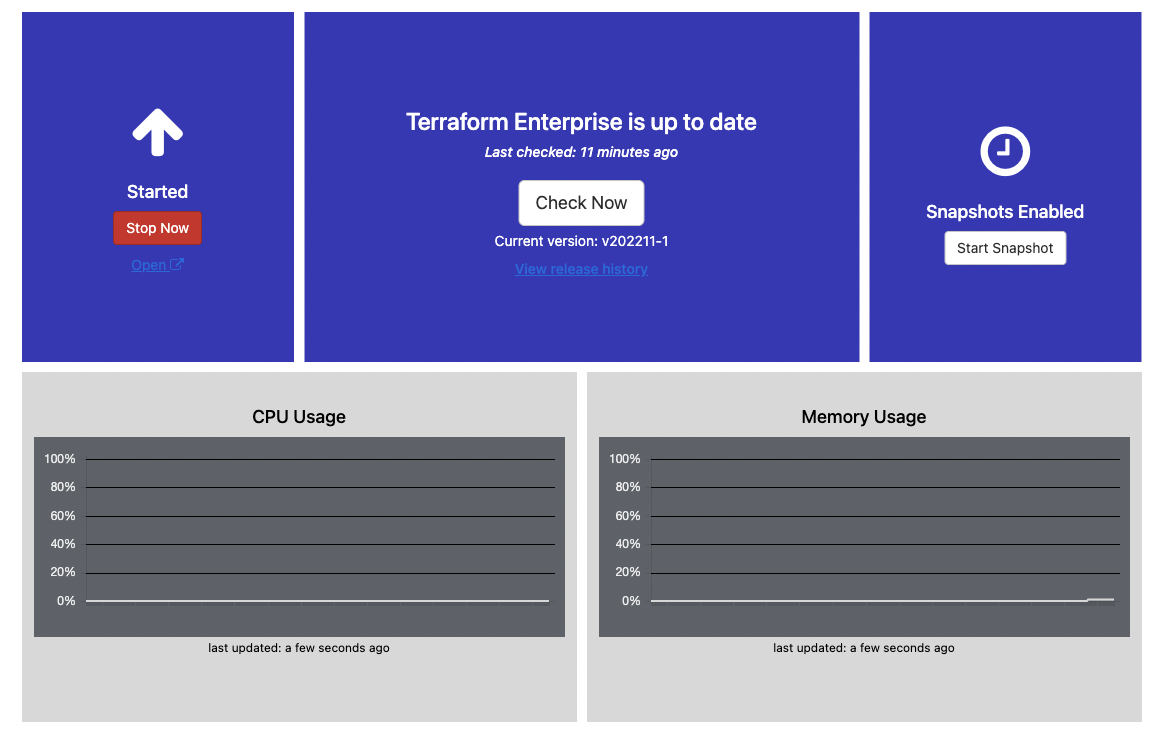 Started
Stop Now
Open
Terraform Enterprise is up to date
Last checked: 11 minutes ago
Check Now
Current version: v202211-1
View release history
Snapshots Enabled
Start Snapshot
CPU Usage
100%
80%
60%
40%
20%
0%
last updated: a few seconds ago
Memory Usage
100%
80%
60%
40%
20%
0%
last updated: a few seconds ago